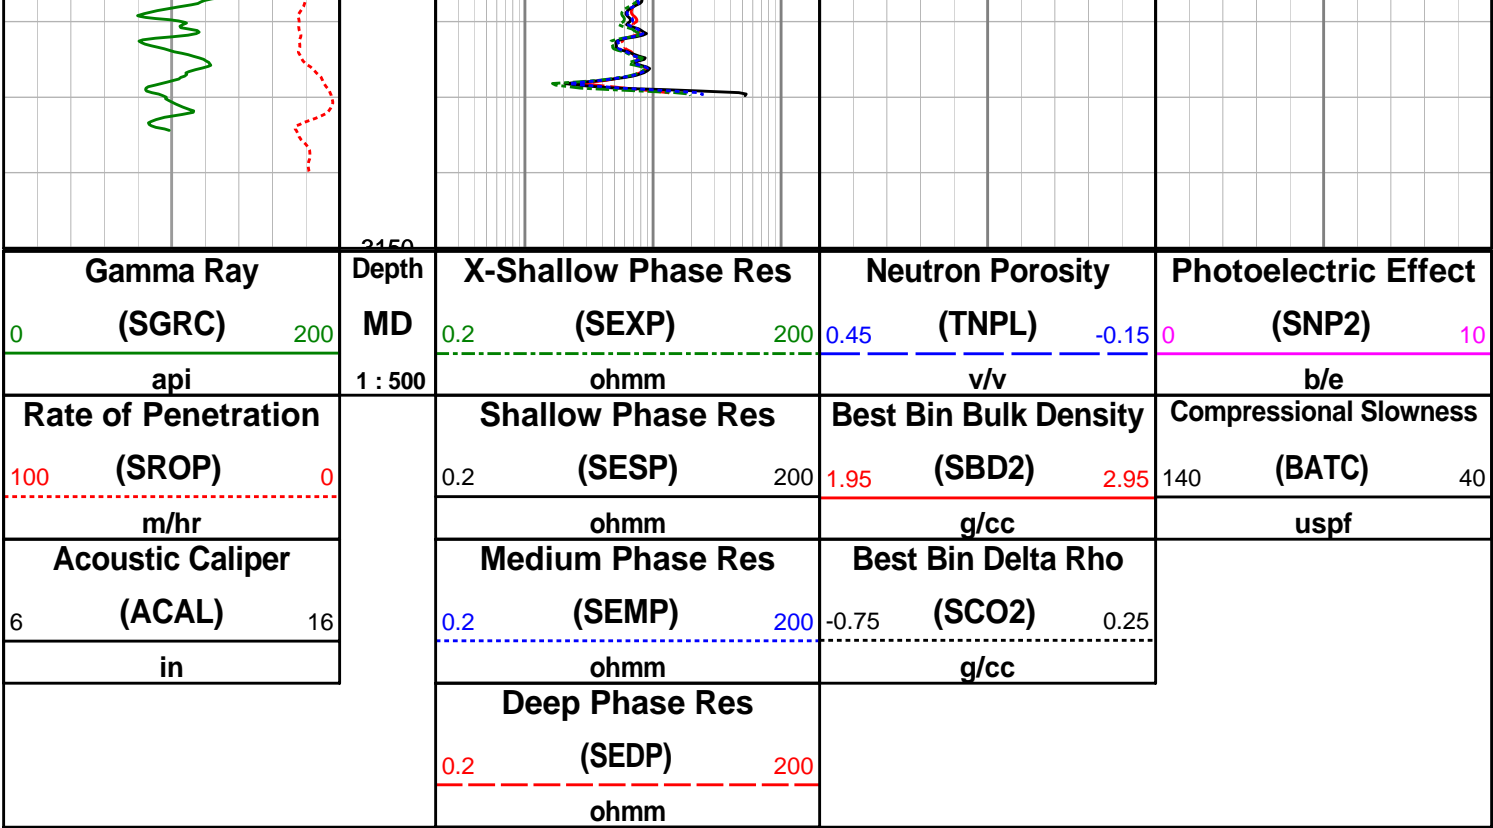 3150
Gamma Ray
(SGRC)
0 200
api
Depth
MD
1 : 500
X-Shallow Phase Res
(SEXP)
0.2 200
ohmm
Neutron Porosity
(TNPL)
0.45 -0.15
v/v
Photoelectric Effect
(SNP2)
0 10
b/e
Rate of Penetration
(SROP)
100 0
m/hr
Shallow Phase Res
(SESP)
0.2 200
ohmm
Best Bin Bulk Density
(SBD2)
1.95 2.95
g/cc
Compressional Slowness
(BATC)
140 40
uspf
Acoustic Caliper
(ACAL)
6 16
in
Medium Phase Res
(SEMP)
0.2 200
ohmm
Best Bin Delta Rho
(SCO2)
-0.75 0.25
g/cc
Deep Phase Res
(SEDP)
0.2 200
ohmm